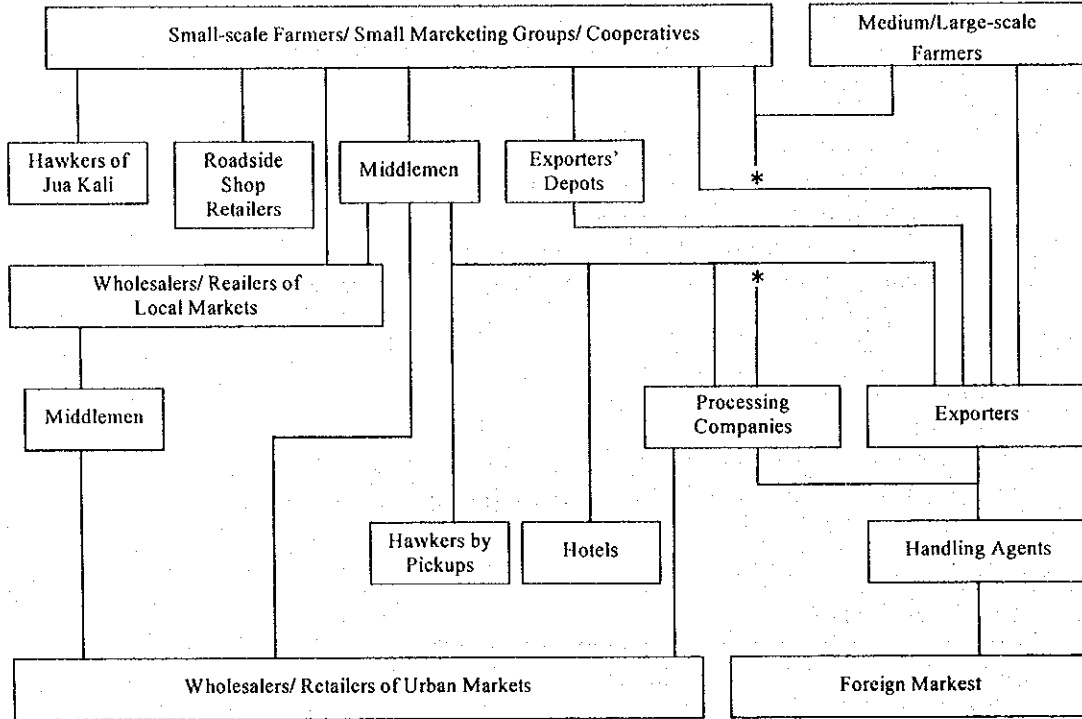 Small-scale Farmers/ Small Mareketing Groups/ Cooperatives
Medium/Large-scale
Farmers
Hawkers of
Jua Kali
Roadside
Shop
Retailers
Middlemen
Exporters'
Depots
*
Wholesalers/ Reailers of
Local Markets
*
Middlemen
Processing
Companies
Exporters
Hawkers by
Pickups
Hotels
Handling Agents
Wholesalers/ Retailers of Urban Markets
Foreign Markest